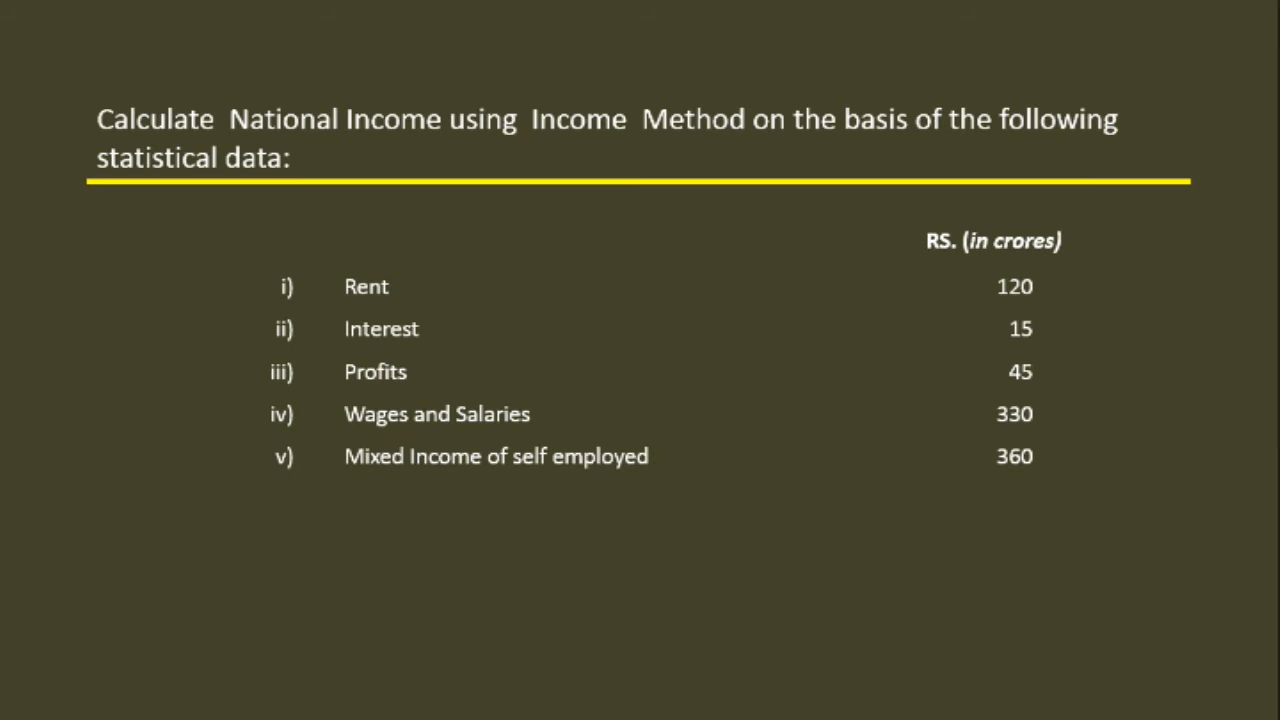 Calculate National Income using Income Method on the basis of the following
statistical data:
RS. (in crores)
i) Rent 120
ii) Interest 15
iii) Profits 45
iv) Wages and Salaries 330
v) Mixed Income of self employed 360